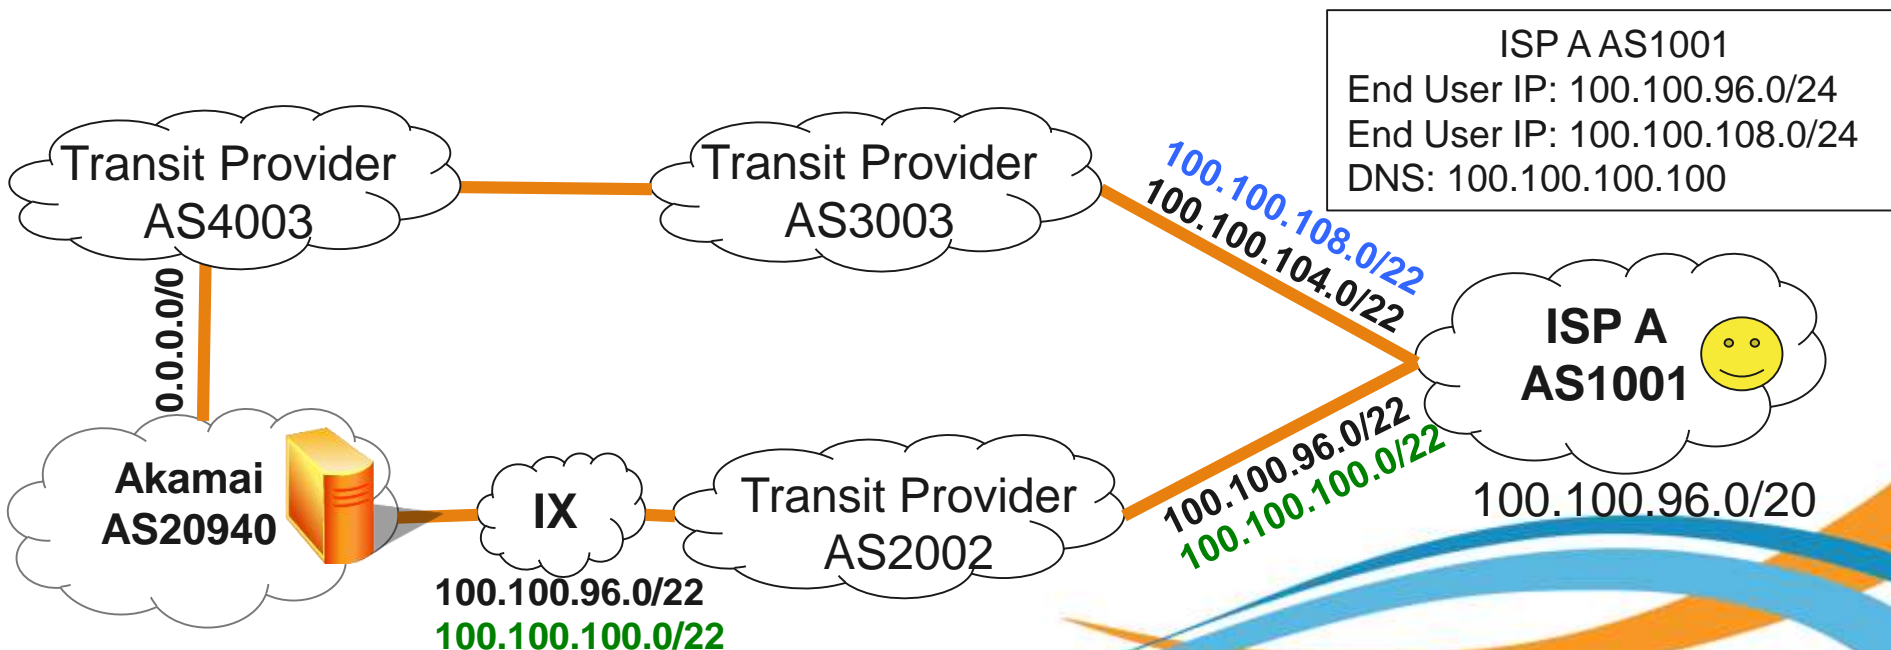 ISP A AS1001
End User IP: 100.100.96.0/24
End User IP: 100.100.108.0/24
DNS: 100.100.100.100
Transit Provider
AS4003
Transit Provider
AS3003
100.100.108.0/22
100.100.104.0/22
0.0.0.0/0
ISP A
AS1001
Akamai
AS20940
IX
Transit Provider
AS2002
100.100.96.0/22
100.100.100.0/22
100.100.96.0/20
100.100.96.0/22
100.100.100.0/22